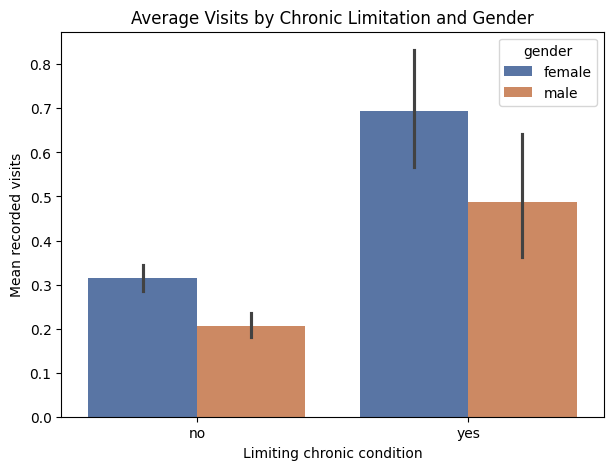 Average Visits by Chronic Limitation and Gender
gender
female
male
Mean recorded visits
0.8
0.7
0.6
0.5
0.4
0.3
0.2
0.1
0.0
no
yes
Limiting chronic condition